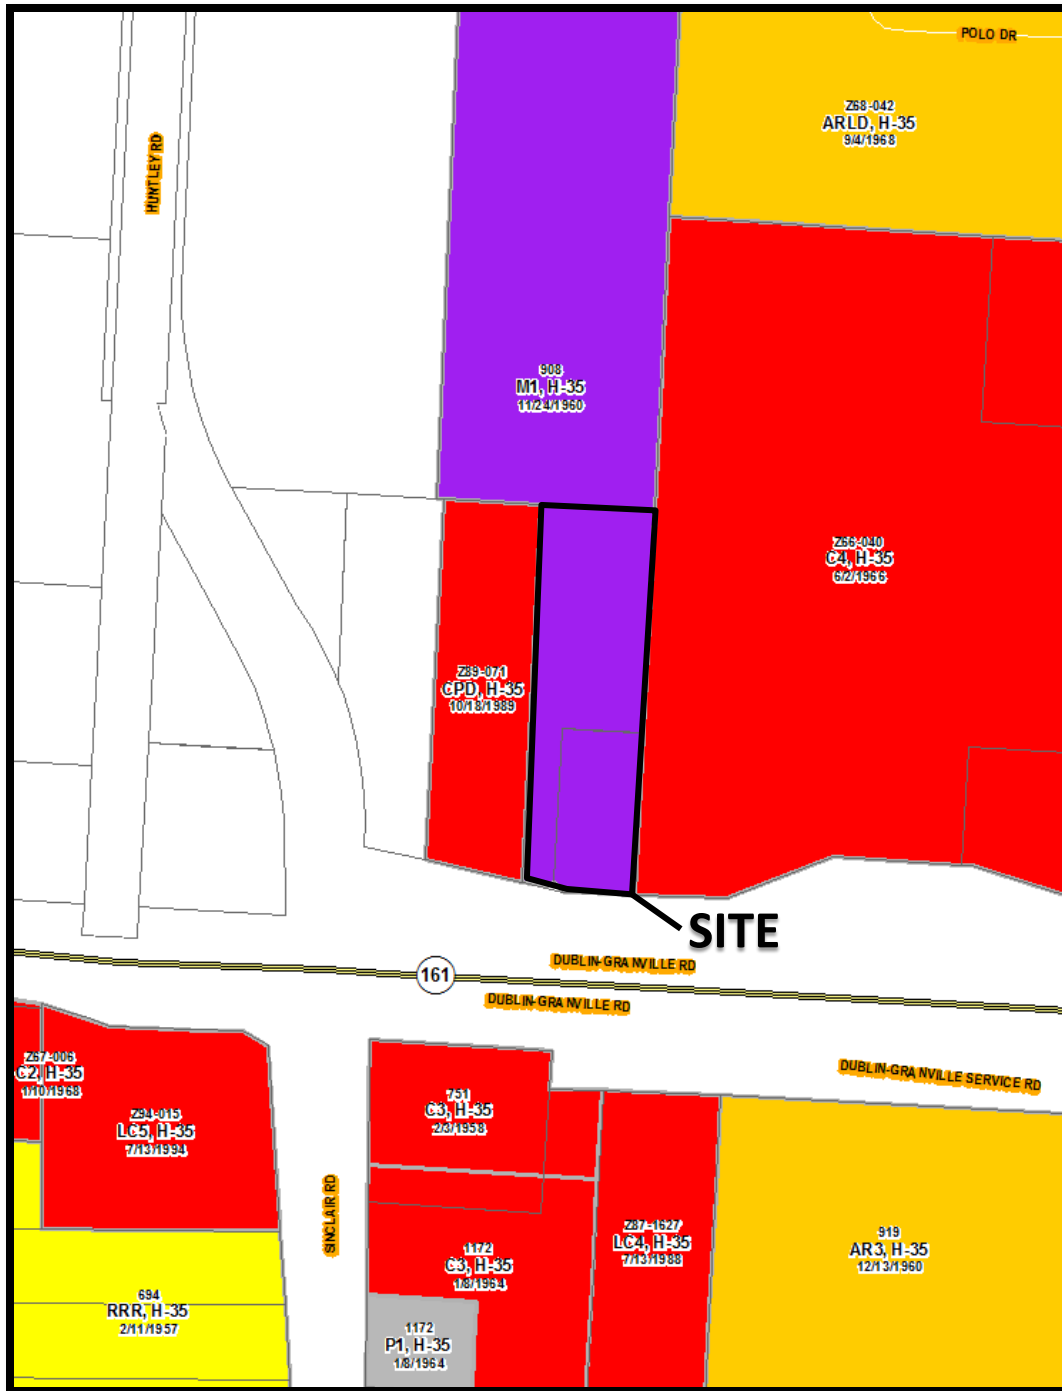 POLO DR
Z68-042
ARLD, H-35
9/4/1968
HUNTLEY RD
908
M1, H-35
11/24/1960
Z66-040
C4, H-35
6/2/1966
Z89-071
CPD, H-35
10/18/1989
SITE
DUBLIN-GRANVILLE RD
161
DUBLIN-GRANVILLE RD
DUBLIN-GRANVILLE SERVICE RD
Z67-006
C2, H-35
1/10/1968
Z94-015
LC5, H-35
7/13/1994
751
C3, H-35
2/3/1958
SINCLAIR RD
1172
C3, H-35
1/8/1964
Z87-1627
LC4, H-35
7/13/1988
919
AR3, H-35
12/13/1960
694
RRR, H-35
2/11/1957
1172
P1, H-35
1/8/1964